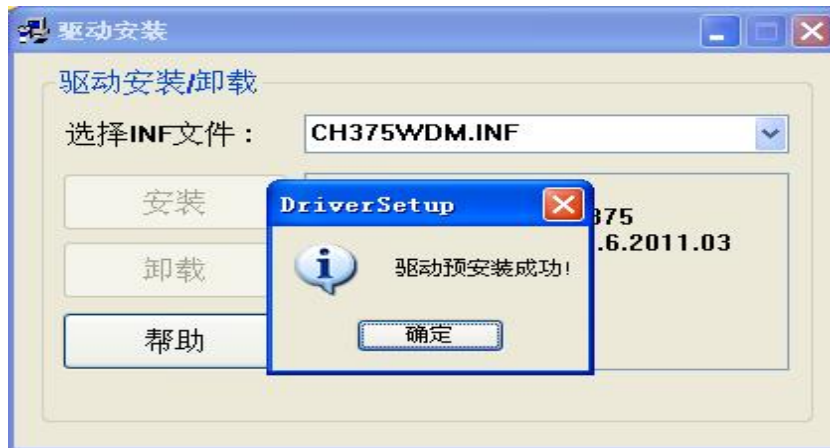 驱动安装
驱动安装/卸载
选择INF文件：
CH375WDM.INF
安装
卸载
帮助
375
.6.2011.03
DriverSetup
驱动预安装成功!
确定